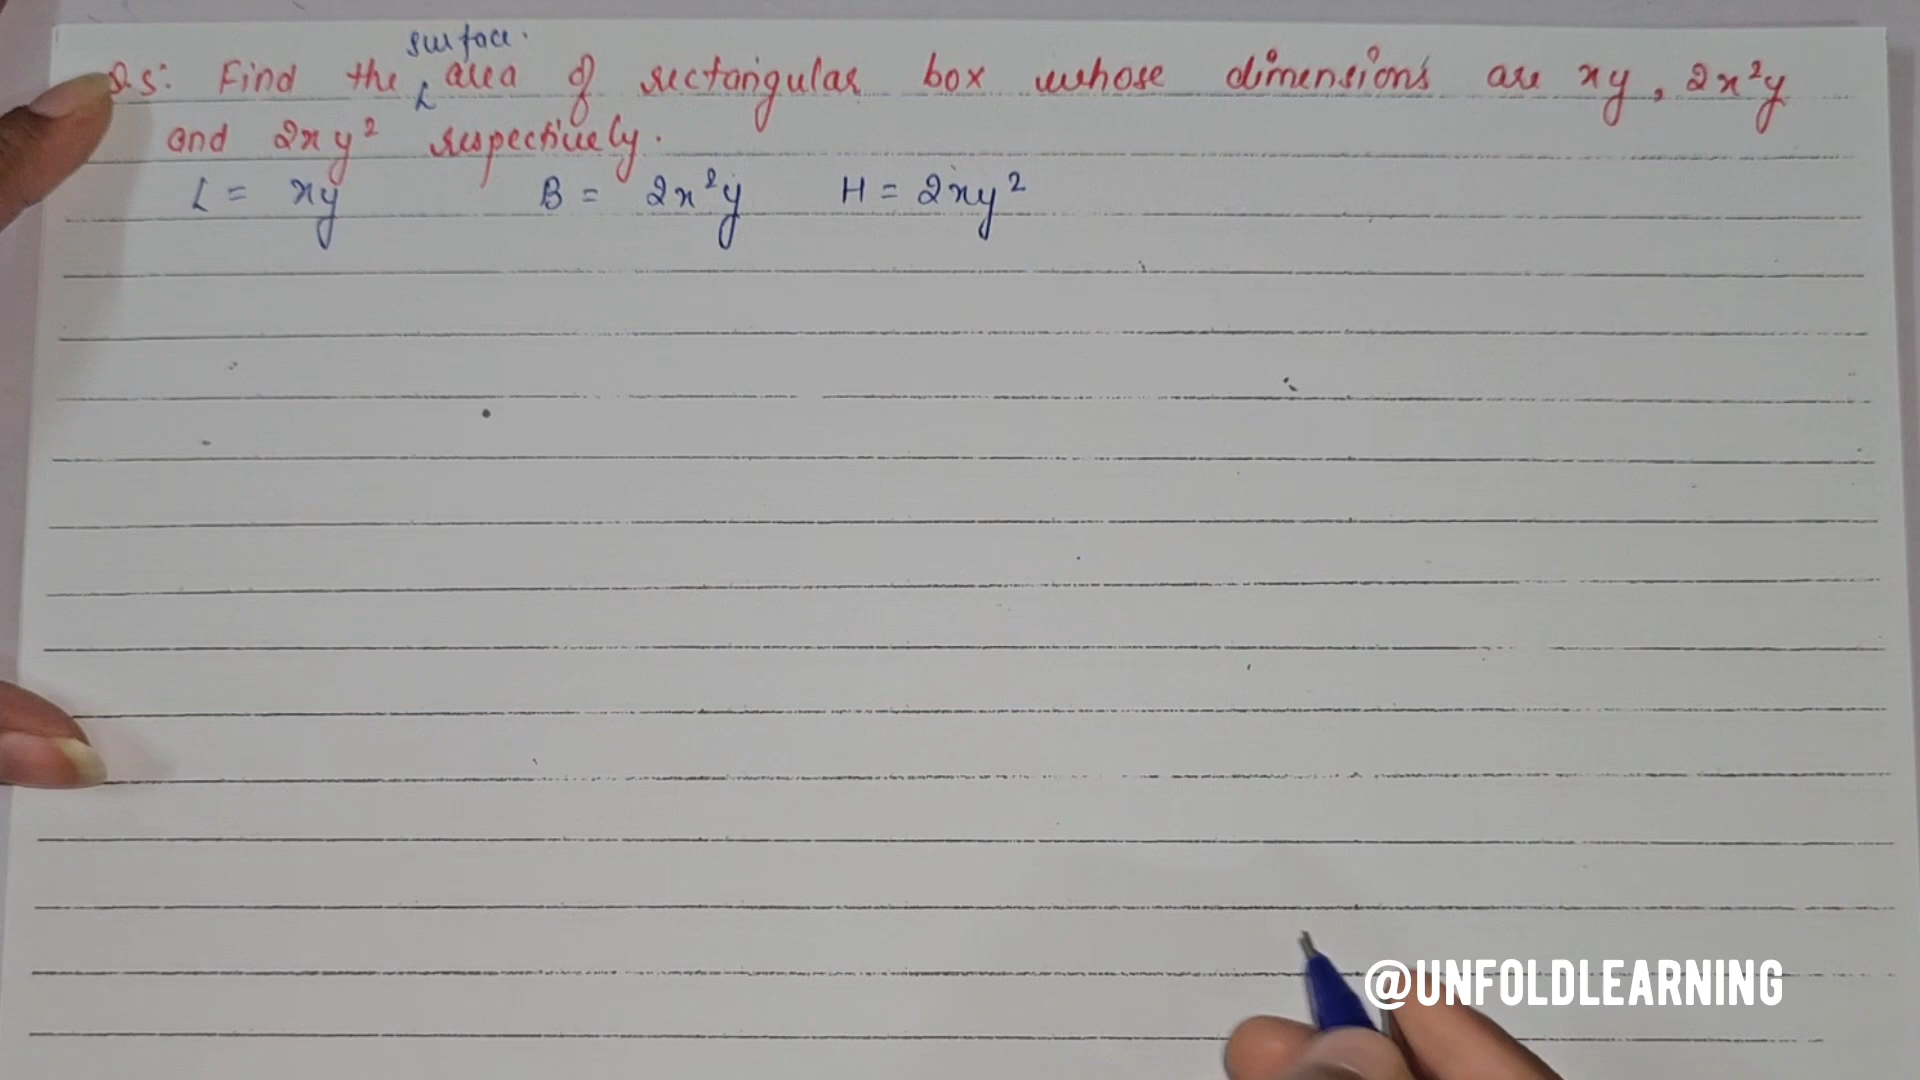 surface.
Q.5: Find the area of rectangular box whose dimensions are xy, 2x²y
and 2xy² respectively.
L = xy B = 2x²y H = 2xy²
@UNFOLDLEARNING